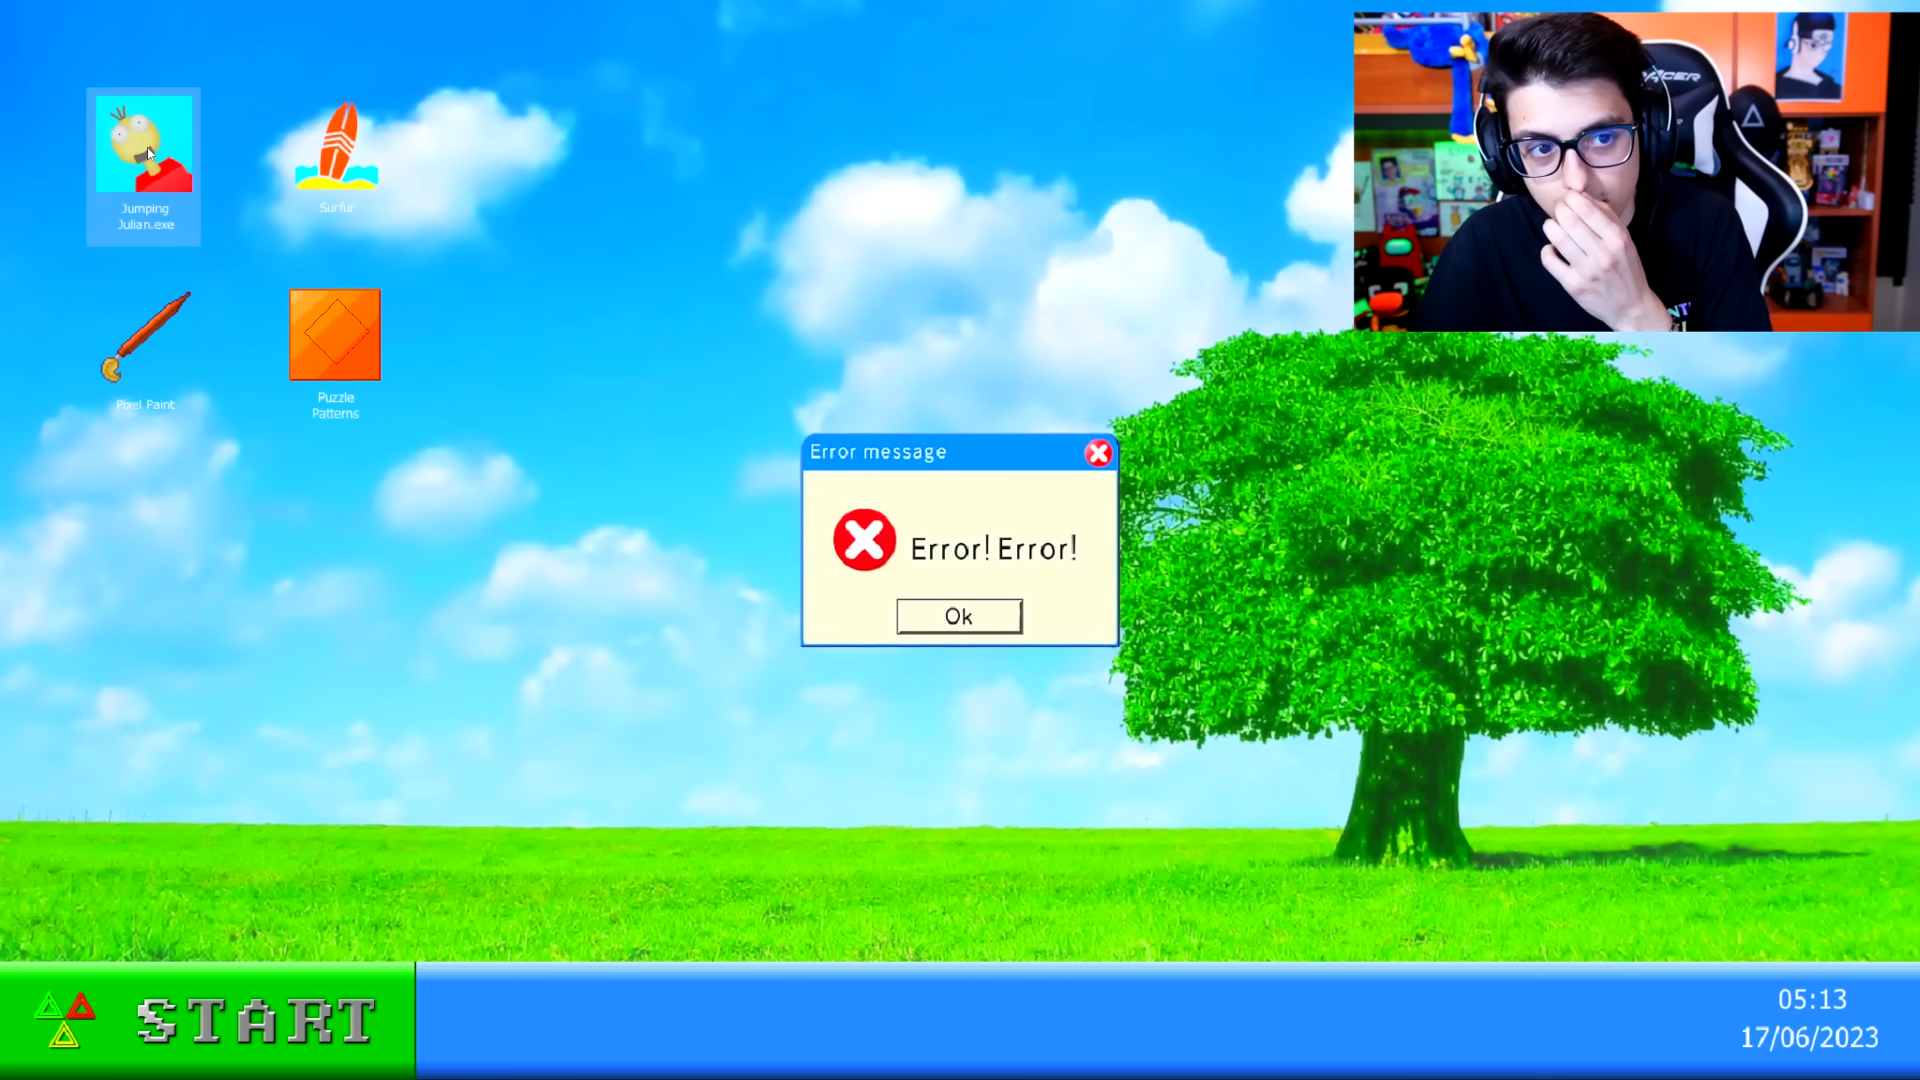 Jumping
Julian.exe
Surfur
Pixel Paint
Puzzle
Patterns
Error message
Error! Error!
Ok
START
05:13
17/06/2023